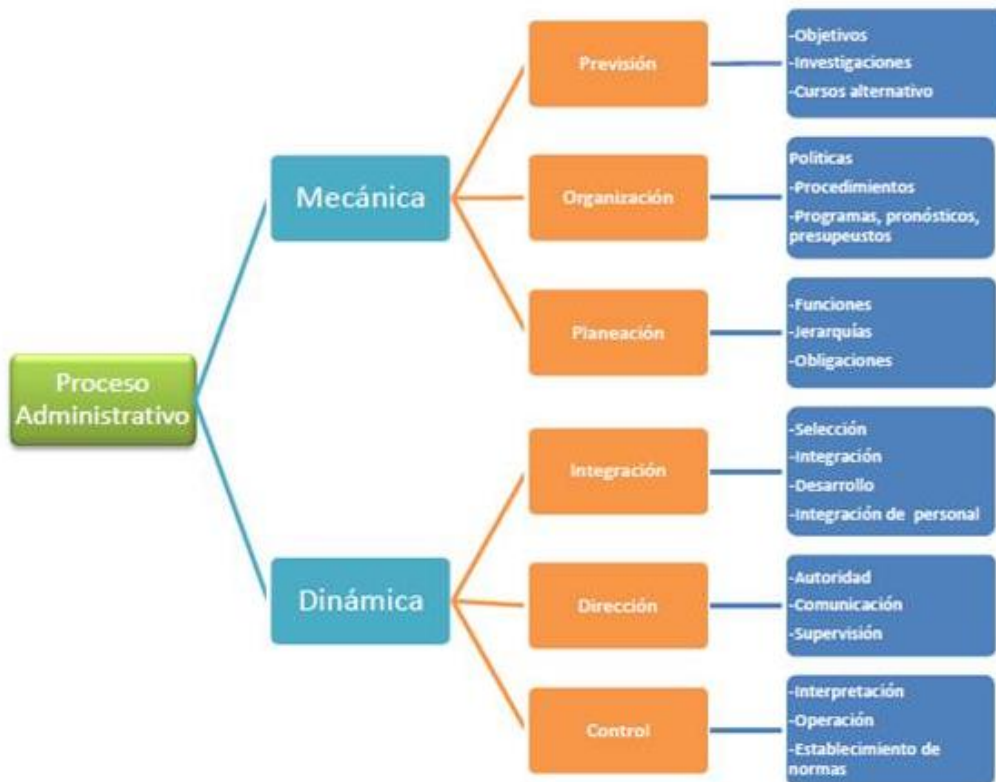 Proceso
Administrativo
Mecánica
Previsión
-Objetivos
-Investigaciones
-Cursos alternativo
Organización
Politicas
-Procedimientos
-Programas, pronósticos,
presupeustos
Planeación
-Funciones
-Jerarquías
-Obligaciones
Dinámica
Integración
-Selección
-Integración
-Desarrollo
-Integración de personal
Dirección
-Autoridad
-Comunicación
-Supervisión
Control
-Interpretación
-Operación
-Establecimiento de
normas